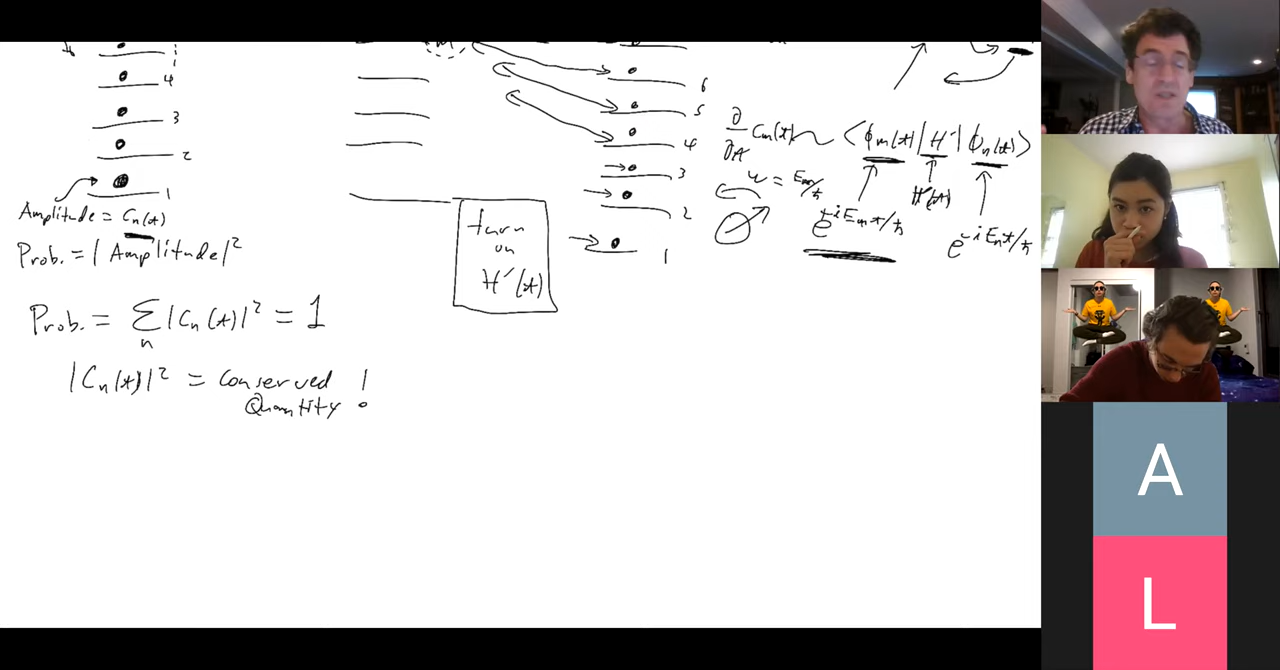 4
3
2
1
Amplitude = Cn(t)
Prob. = | Amplitude |²
Prob. = Σ |Cn(t)|² = 1
n
|Cn(t)|² = Conserved !
Quantity
turn
on
H'(t)
6
5
4
3
2
1
∂/∂t Cm(t) ~ <ϕm(t)| H' |ϕn(t)>
ω = Em/ħ
H'(t)
e^-iEmt/ħ
e^-iEnt/ħ
A
L